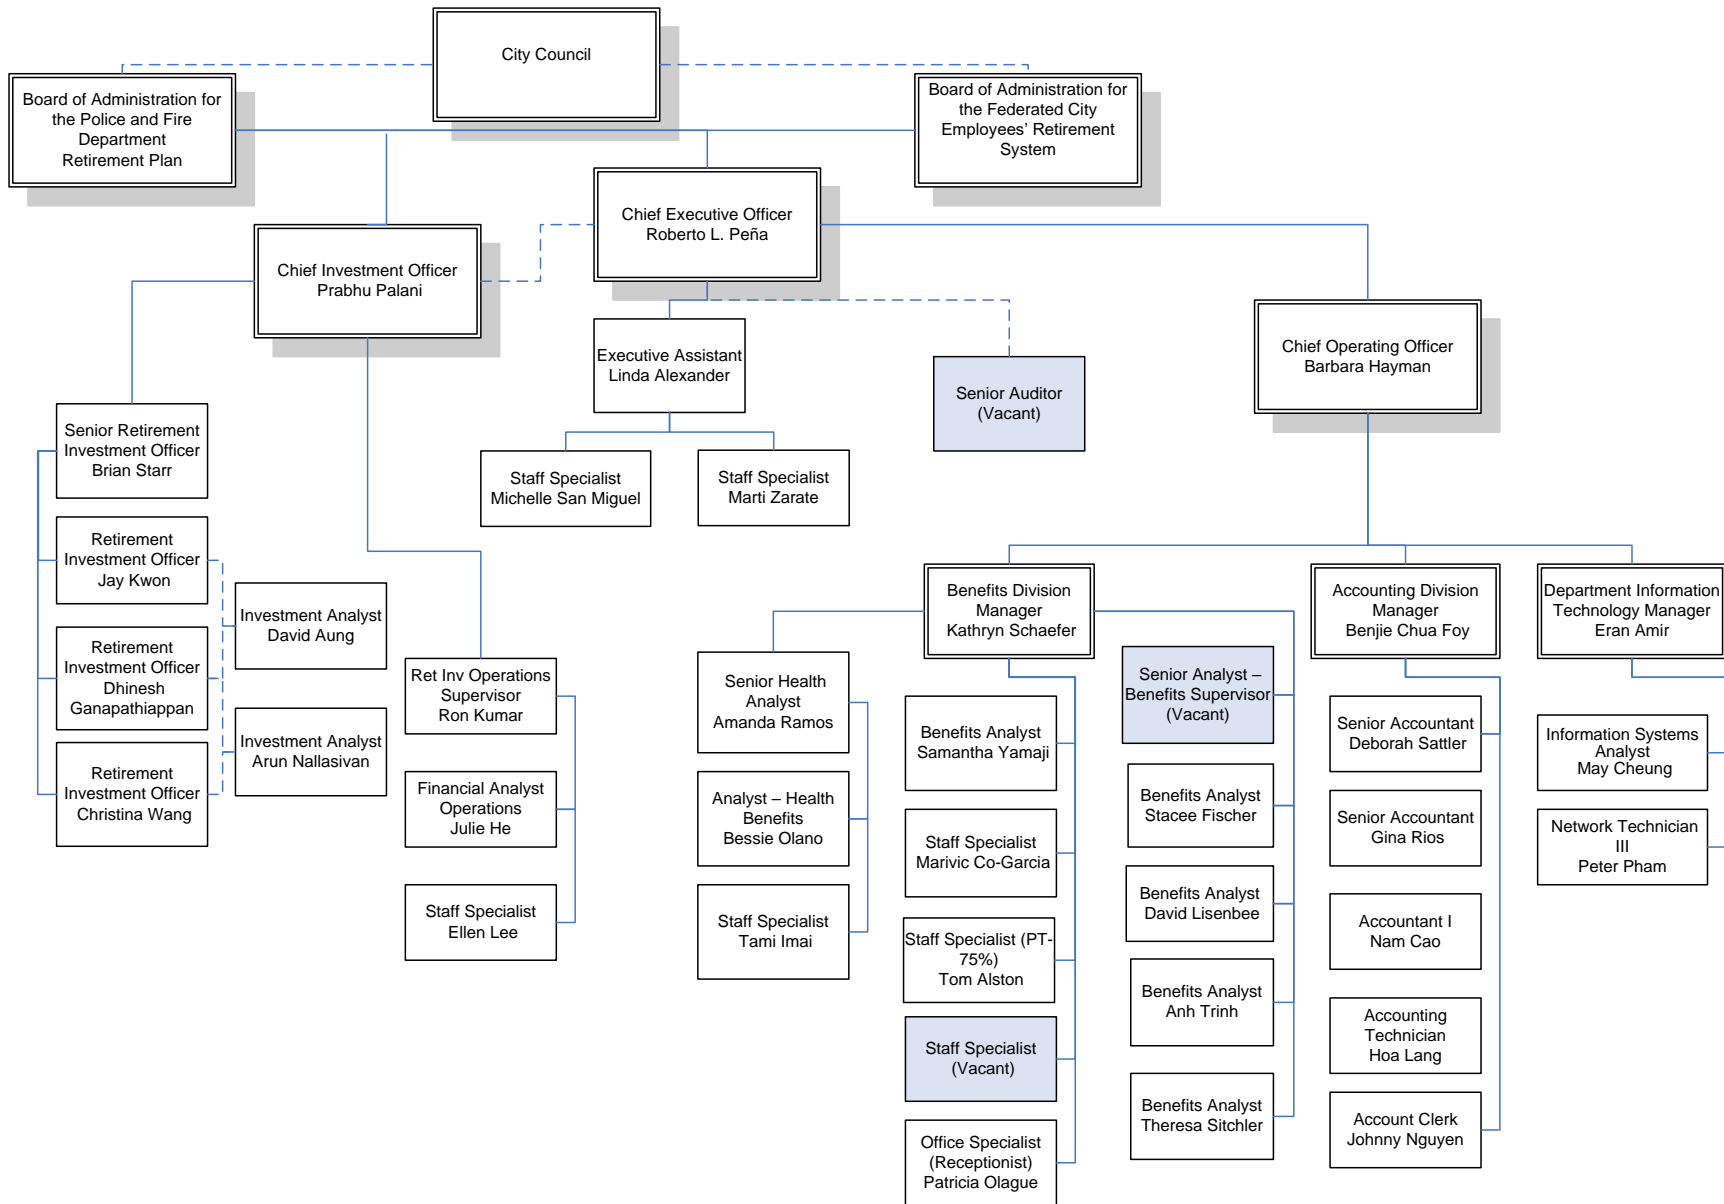 City Council
Board of Administration for
the Police and Fire
Department
Retirement Plan
Board of Administration for
the Federated City
Employees’ Retirement
System
Chief Executive Officer
Roberto L. Peña
Chief Investment Officer
Prabhu Palani
Executive Assistant
Linda Alexander
Senior Auditor
(Vacant)
Chief Operating Officer
Barbara Hayman
Senior Retirement
Investment Officer
Brian Starr
Staff Specialist
Michelle San Miguel
Staff Specialist
Marti Zarate
Retirement
Investment Officer
Jay Kwon
Retirement
Investment Officer
Dhinesh
Ganapathiappan
Retirement
Investment Officer
Christina Wang
Investment Analyst
David Aung
Investment Analyst
Arun Nallasivan
Ret Inv Operations
Supervisor
Ron Kumar
Financial Analyst
Operations
Julie He
Staff Specialist
Ellen Lee
Benefits Division
Manager
Kathryn Schaefer
Accounting Division
Manager
Benjie Chua Foy
Department Information
Technology Manager
Eran Amir
Senior Health
Analyst
Amanda Ramos
Analyst – Health
Benefits
Bessie Olano
Staff Specialist
Tami Imai
Benefits Analyst
Samantha Yamaji
Staff Specialist
Marivic Co-Garcia
Staff Specialist (PT-
75%)
Tom Alston
Staff Specialist
(Vacant)
Office Specialist
(Receptionist)
Patricia Olague
Senior Analyst –
Benefits Supervisor
(Vacant)
Benefits Analyst
Stacee Fischer
Benefits Analyst
David Lisenbee
Benefits Analyst
Anh Trinh
Benefits Analyst
Theresa Sitchler
Senior Accountant
Deborah Sattler
Senior Accountant
Gina Rios
Accountant I
Nam Cao
Accounting
Technician
Hoa Lang
Account Clerk
Johnny Nguyen
Information Systems
Analyst
May Cheung
Network Technician
III
Peter Pham